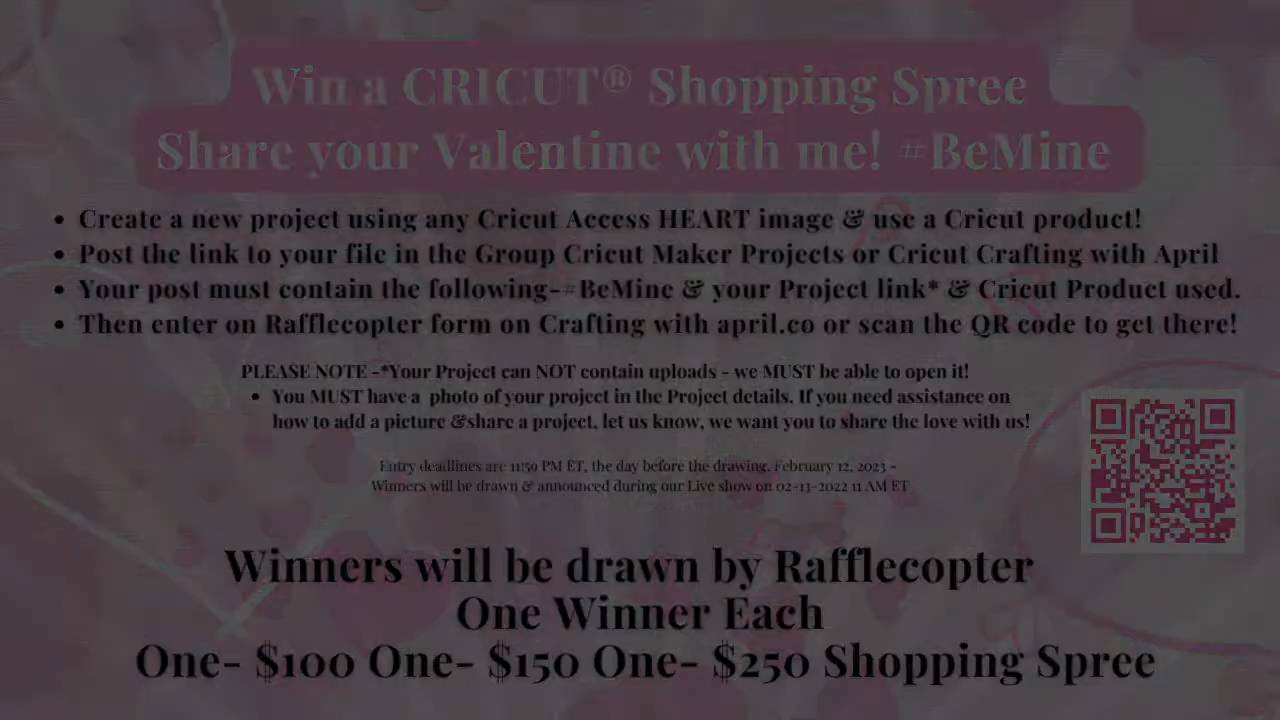 Win a CRICUT® Shopping Spree
Share your Valentine with me! #BeMine
• Create a new project using any Cricut Access HEART image & use a Cricut product!
• Post the link to your file in the Group Cricut Maker Projects or Cricut Crafting with April
• Your post must contain the following-#BeMine & your Project link* & Cricut Product used.
• Then enter on Rafflecopter form on Crafting with april.co or scan the QR code to get there!
PLEASE NOTE -*Your Project can NOT contain uploads - we MUST be able to open it!
• You MUST have a photo of your project in the Project details. If you need assistance on
how to add a picture &share a project, let us know, we want you to share the love with us!
Entry deadlines are 11:59 PM ET, the day before the drawing. February 12, 2023 -
Winners will be drawn & announced during our Live show on 02-13-2022 11 AM ET
Winners will be drawn by Rafflecopter
One Winner Each
One- $100 One- $150 One- $250 Shopping Spree